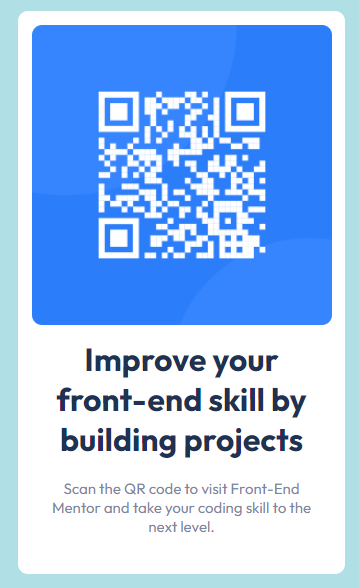 Improve your
front-end skill by
building projects
Scan the QR code to visit Front-End
Mentor and take your coding skill to the
next level.